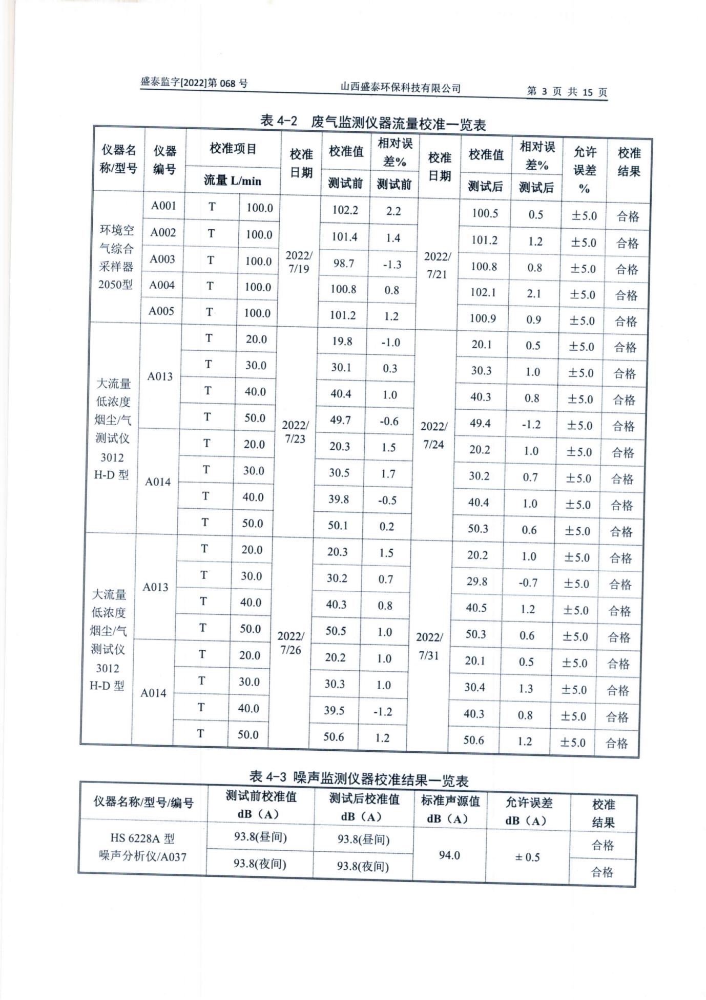 盛泰监字[2022]第 068 号 山西盛泰环保科技有限公司 第 3 页 共 15 页
表 4-2 废气监测仪器流量校准一览表
仪器名称/型号 仪器编号 校准项目 校准日期 校准值 相对误差% 校准日期 校准值 相对误差% 允许误差% 校准结果
流量 L/min 测试前 测试前 测试后 测试后
环境空气综合采样器2050型 A001 T 100.0 2022/7/19 102.2 2.2 2022/7/21 100.5 0.5 ±5.0 合格
A002 T 100.0 101.4 1.4 101.2 1.2 ±5.0 合格
A003 T 100.0 98.7 -1.3 100.8 0.8 ±5.0 合格
A004 T 100.0 100.8 0.8 102.1 2.1 ±5.0 合格
A005 T 100.0 101.2 1.2 100.9 0.9 ±5.0 合格
大流量低浓度烟尘/气测试仪3012H-D 型 A013 T 20.0 2022/7/23 19.8 -1.0 2022/7/24 20.1 0.5 ±5.0 合格
T 30.0 30.1 0.3 30.3 1.0 ±5.0 合格
T 40.0 40.4 1.0 40.3 0.8 ±5.0 合格
T 50.0 49.7 -0.6 49.4 -1.2 ±5.0 合格
A014 T 20.0 20.3 1.5 20.2 1.0 ±5.0 合格
T 30.0 30.5 1.7 30.2 0.7 ±5.0 合格
T 40.0 39.8 -0.5 40.4 1.0 ±5.0 合格
T 50.0 50.1 0.2 50.3 0.6 ±5.0 合格
大流量低浓度烟尘/气测试仪3012H-D 型 A013 T 20.0 2022/7/26 20.3 1.5 2022/7/31 20.2 1.0 ±5.0 合格
T 30.0 30.2 0.7 29.8 -0.7 ±5.0 合格
T 40.0 40.3 0.8 40.5 1.2 ±5.0 合格
T 50.0 50.5 1.0 50.3 0.6 ±5.0 合格
A014 T 20.0 20.2 1.0 20.1 0.5 ±5.0 合格
T 30.0 30.3 1.0 30.4 1.3 ±5.0 合格
T 40.0 39.5 -1.2 40.3 0.8 ±5.0 合格
T 50.0 50.6 1.2 50.6 1.2 ±5.0 合格
表 4-3 噪声监测仪器校准结果一览表
仪器名称/型号/编号 测试前校准值 dB（A） 测试后校准值 dB（A） 标准声源值 dB（A） 允许误差 dB（A） 校准结果
HS 6228A 型噪声分析仪/A037 93.8(昼间) 93.8(昼间) 94.0 ± 0.5 合格
93.8(夜间) 93.8(夜间) 合格